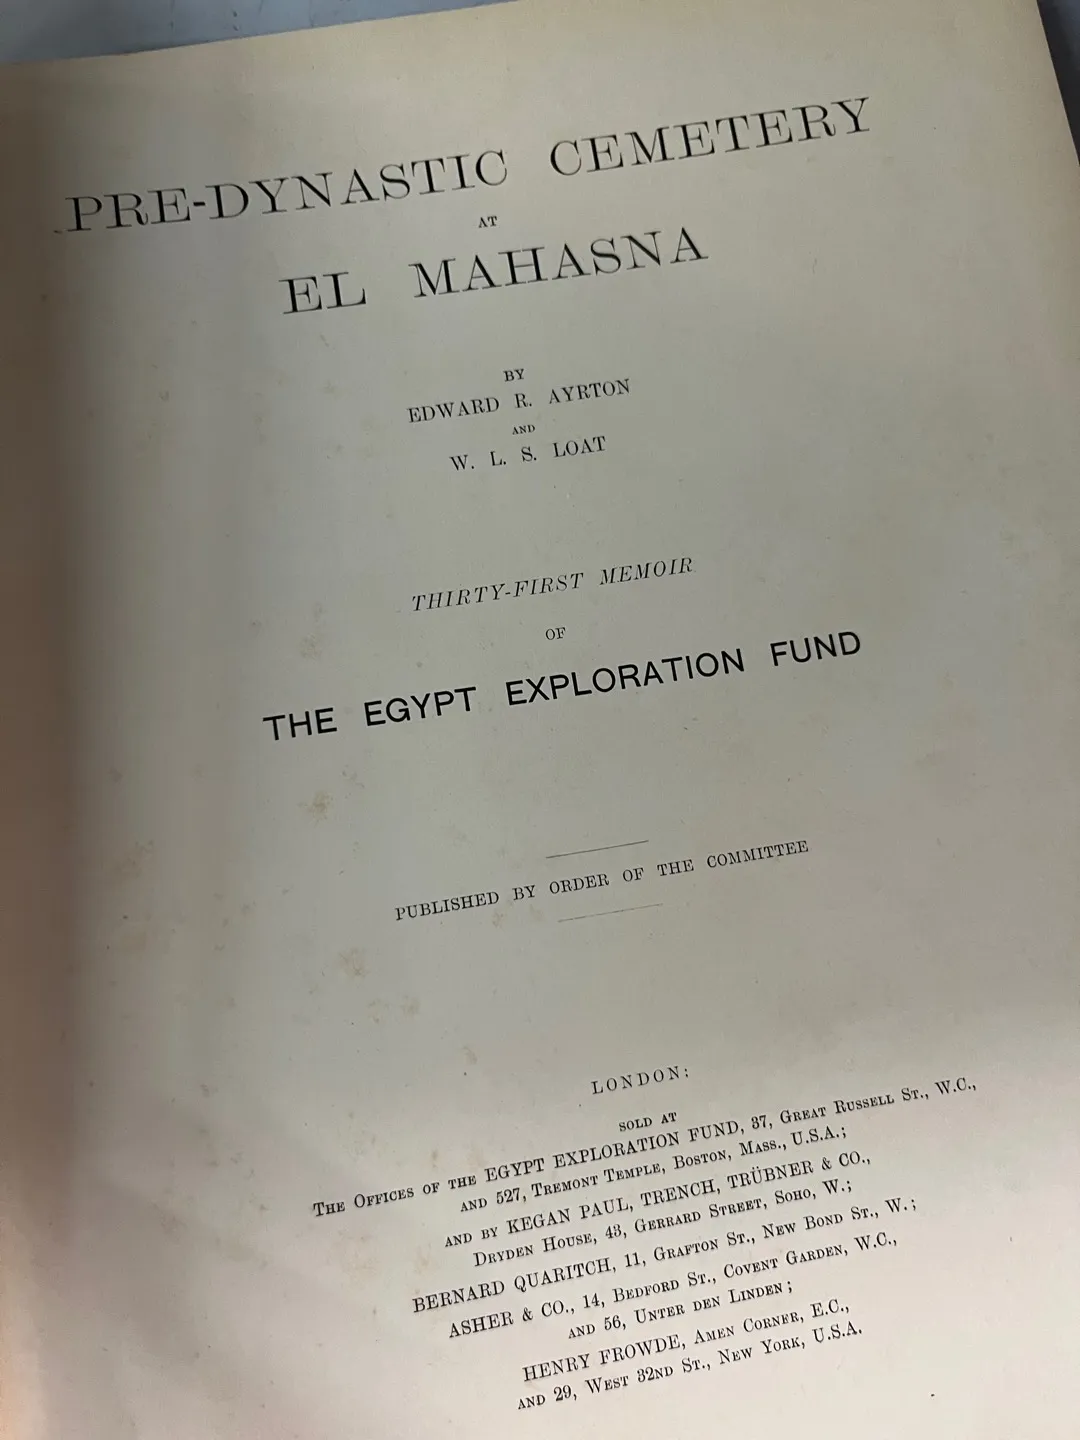 PRE-DYNASTIC CEMETERY
AT
EL MAHASNA
BY
EDWARD R. AYRTON
AND
W. L. S. LOAT
THIRTY-FIRST MEMOIR
OF
THE EGYPT EXPLORATION FUND
PUBLISHED BY ORDER OF THE COMMITTEE
LONDON:
SOLD AT
THE OFFICES OF THE EGYPT EXPLORATION FUND, 37, GREAT RUSSELL ST., W.C.,
AND 527, TREMONT TEMPLE, BOSTON, MASS., U.S.A.;
AND BY KEGAN PAUL, TRENCH, TRÜBNER & CO.,
DRYDEN HOUSE, 43, GERRARD STREET, SOHO, W.;
BERNARD QUARITCH, 11, GRAFTON ST., NEW BOND ST., W.;
ASHER & CO., 14, BEDFORD ST., COVENT GARDEN, W.C.,
AND 56, UNTER DEN LINDEN;
HENRY FROWDE, AMEN CORNER, E.C.,
AND 29, WEST 32ND ST., NEW YORK, U.S.A.